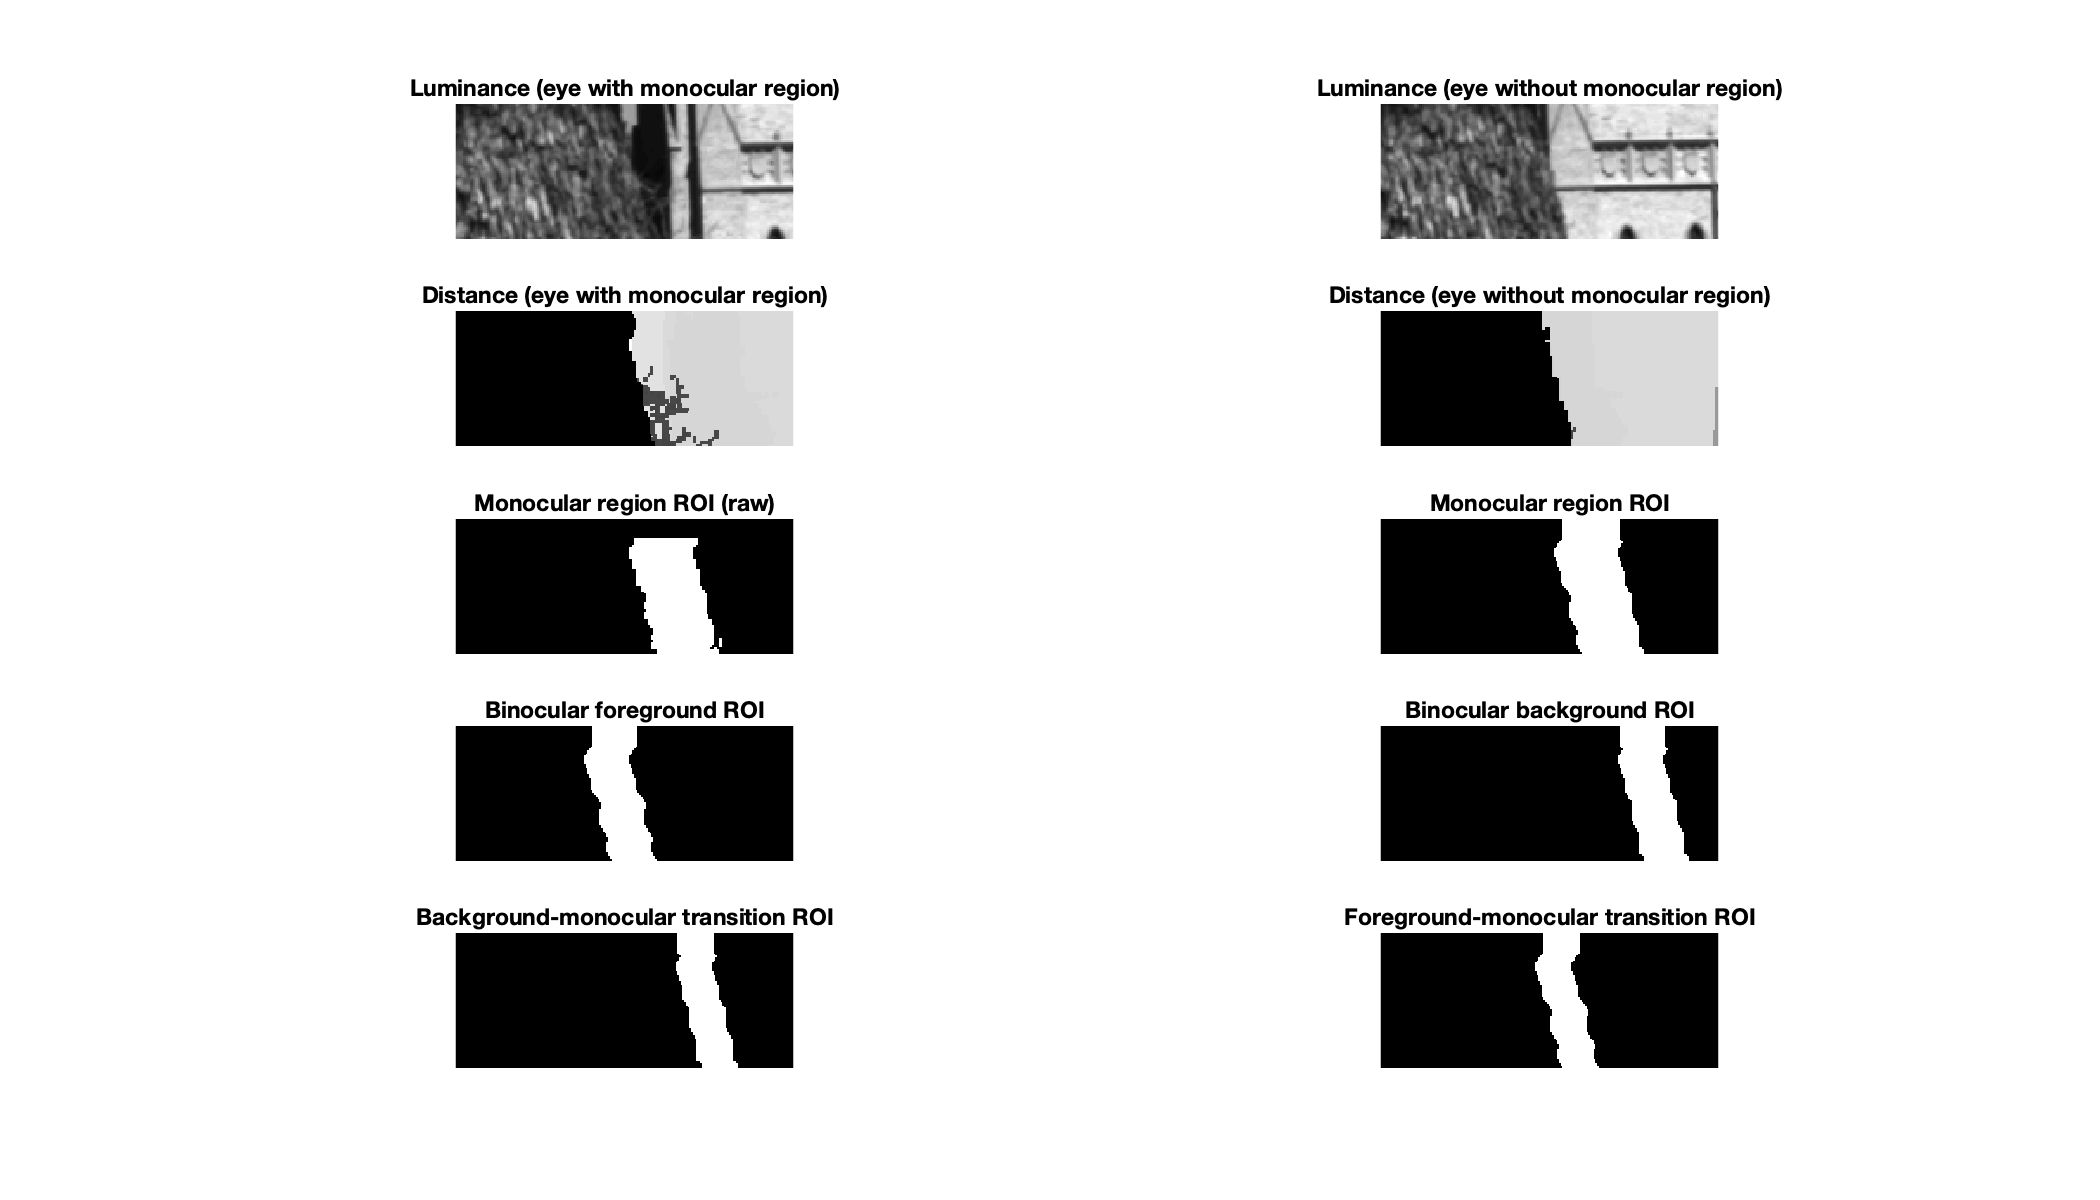 Luminance (eye with monocular region)
Luminance (eye without monocular region)
Distance (eye with monocular region)
Distance (eye without monocular region)
Monocular region ROI (raw)
Monocular region ROI
Binocular foreground ROI
Binocular background ROI
Background-monocular transition ROI
Foreground-monocular transition ROI